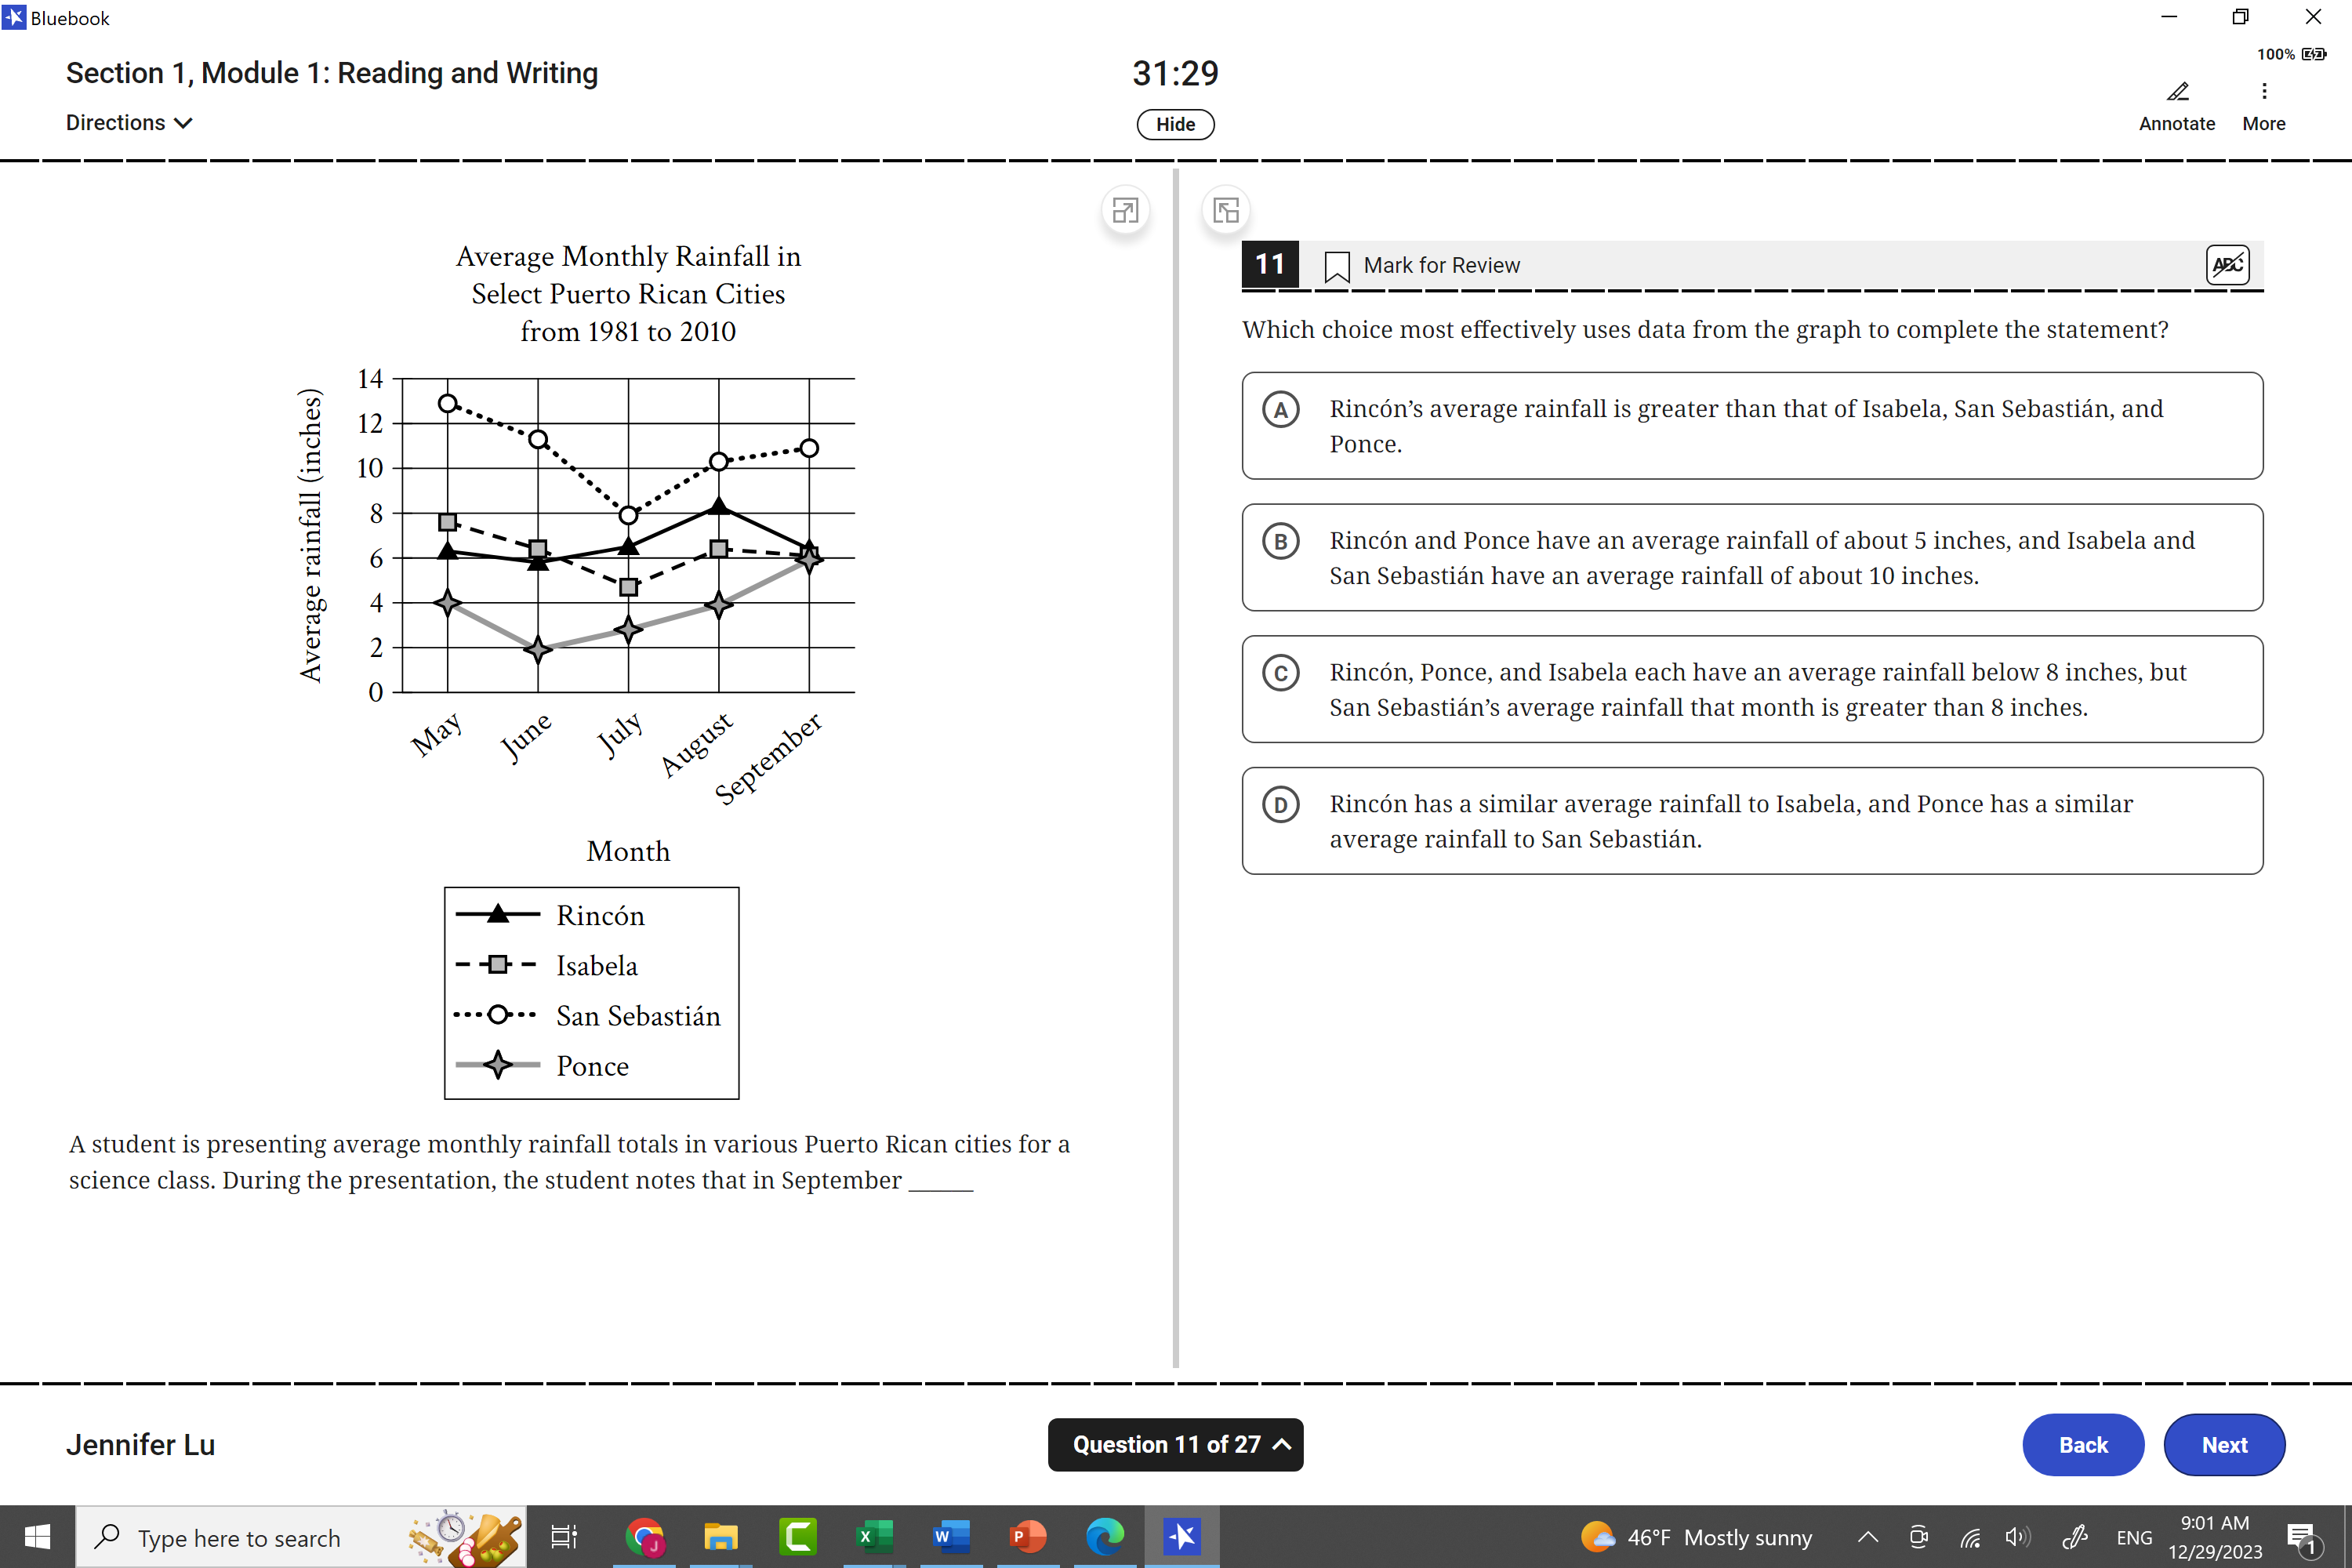 Bluebook
100%
Section 1, Module 1: Reading and Writing
31:29
Directions
Hide
Annotate
More
Average Monthly Rainfall in
Select Puerto Rican Cities
from 1981 to 2010
Average rainfall (inches)
14
12
10
8
6
4
2
0
May
June
July
August
September
Month
Rincón
Isabela
San Sebastián
Ponce
A student is presenting average monthly rainfall totals in various Puerto Rican cities for a
science class. During the presentation, the student notes that in September ______
11
Mark for Review
ABC
Which choice most effectively uses data from the graph to complete the statement?
A
Rincón’s average rainfall is greater than that of Isabela, San Sebastián, and
Ponce.
B
Rincón and Ponce have an average rainfall of about 5 inches, and Isabela and
San Sebastián have an average rainfall of about 10 inches.
C
Rincón, Ponce, and Isabela each have an average rainfall below 8 inches, but
San Sebastián’s average rainfall that month is greater than 8 inches.
D
Rincón has a similar average rainfall to Isabela, and Ponce has a similar
average rainfall to San Sebastián.
Jennifer Lu
Question 11 of 27
Back
Next
Type here to search
J
X
W
P
46°F Mostly sunny
ENG
9:01 AM
12/29/2023
1